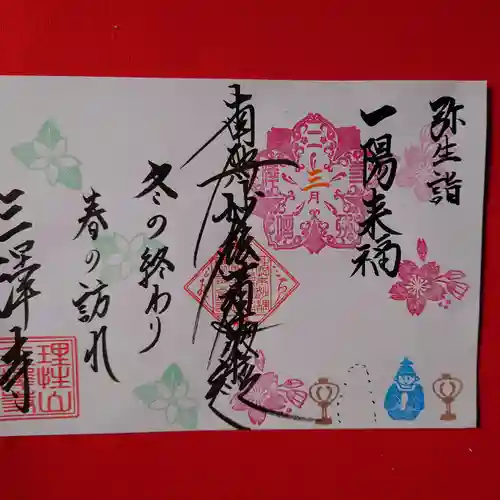 弥生詣
一陽来福
三月
南無妙法蓮華経
冬の終わり
春の訪れ
三澤寺